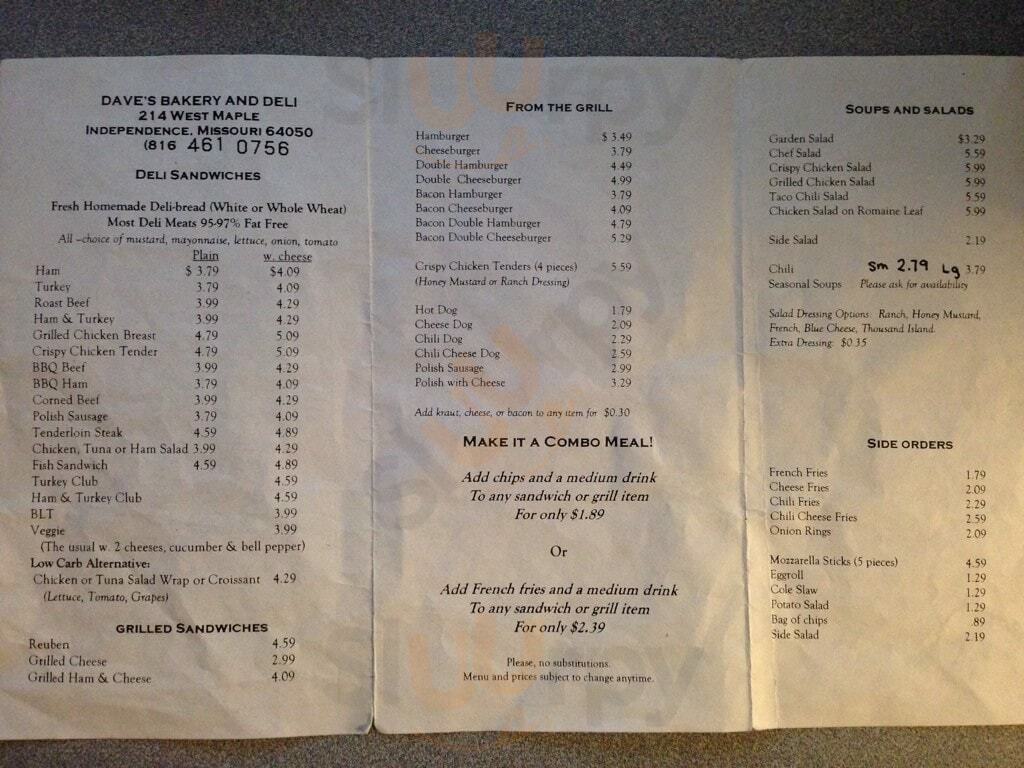 DAVE'S BAKERY AND DELI
214 WEST MAPLE
INDEPENDENCE, MISSOURI 64050
(816 461 0756
DELI SANDWICHES
Fresh Homemade Deli-bread (White or Whole Wheat)
Most Deli Meats 95-97% Fat Free
All –choice of mustard, mayonnaise, lettuce, onion, tomato
Plain w. cheese
Ham $ 3.79 $4.09
Turkey 3.79 4.09
Roast Beef 3.99 4.29
Ham & Turkey 3.99 4.29
Grilled Chicken Breast 4.79 5.09
Crispy Chicken Tender 4.79 5.09
BBQ Beef 3.99 4.29
BBQ Ham 3.79 4.09
Corned Beef 3.99 4.29
Polish Sausage 3.79 4.09
Tenderloin Steak 4.59 4.89
Chicken, Tuna or Ham Salad 3.99 4.29
Fish Sandwich 4.59 4.89
Turkey Club 4.59
Ham & Turkey Club 4.59
BLT 3.99
Veggie 3.99
(The usual w. 2 cheeses, cucumber & bell pepper)
Low Carb Alternative:
Chicken or Tuna Salad Wrap or Croissant 4.29
(Lettuce, Tomato, Grapes)
GRILLED SANDWICHES
Reuben 4.59
Grilled Cheese 2.99
Grilled Ham & Cheese 4.09
FROM THE GRILL
Hamburger $ 3.49
Cheeseburger 3.79
Double Hamburger 4.49
Double Cheeseburger 4.99
Bacon Hamburger 3.79
Bacon Cheeseburger 4.09
Bacon Double Hamburger 4.79
Bacon Double Cheeseburger 5.29
Crispy Chicken Tenders (4 pieces) 5.59
(Honey Mustard or Ranch Dressing)
Hot Dog 1.79
Cheese Dog 2.09
Chili Dog 2.29
Chili Cheese Dog 2.59
Polish Sausage 2.99
Polish with Cheese 3.29
Add kraut, cheese, or bacon to any item for $0.30
MAKE IT A COMBO MEAL!
Add chips and a medium drink
To any sandwich or grill item
For only $1.89
Or
Add French fries and a medium drink
To any sandwich or grill item
For only $2.39
Please, no substitutions.
Menu and prices subject to change anytime.
SOUPS AND SALADS
Garden Salad $3.29
Chef Salad 5.59
Crispy Chicken Salad 5.99
Grilled Chicken Salad 5.99
Taco Chili Salad 5.59
Chicken Salad on Romaine Leaf 5.99
Side Salad 2.19
Chili Sm 2.79 Lg 3.79
Seasonal Soups Please ask for availability
Salad Dressing Options: Ranch, Honey Mustard,
French, Blue Cheese, Thousand Island.
Extra Dressing: $0.35
SIDE ORDERS
French Fries 1.79
Cheese Fries 2.09
Chili Fries 2.29
Chili Cheese Fries 2.59
Onion Rings 2.09
Mozzarella Sticks (5 pieces) 4.59
Eggroll 1.29
Cole Slaw 1.29
Potato Salad 1.29
Bag of chips .89
Side Salad 2.19